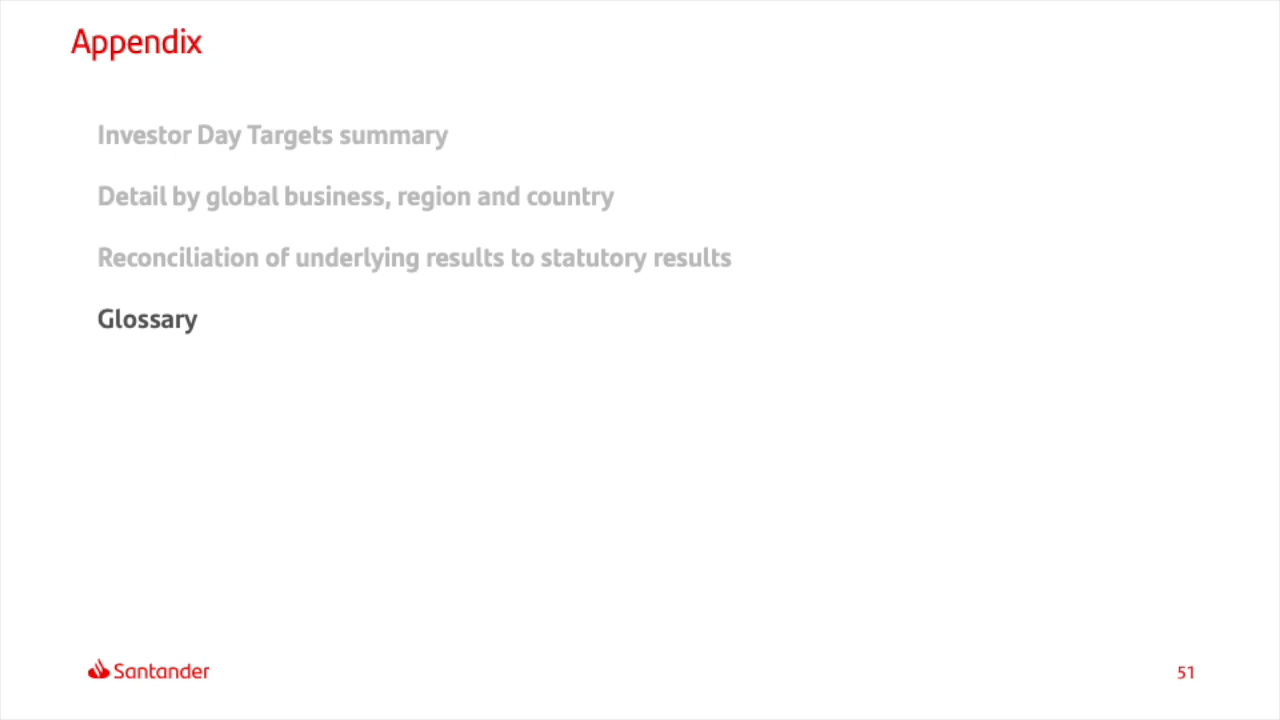 Appendix
Investor Day Targets summary
Detail by global business, region and country
Reconciliation of underlying results to statutory results
Glossary
Santander
51